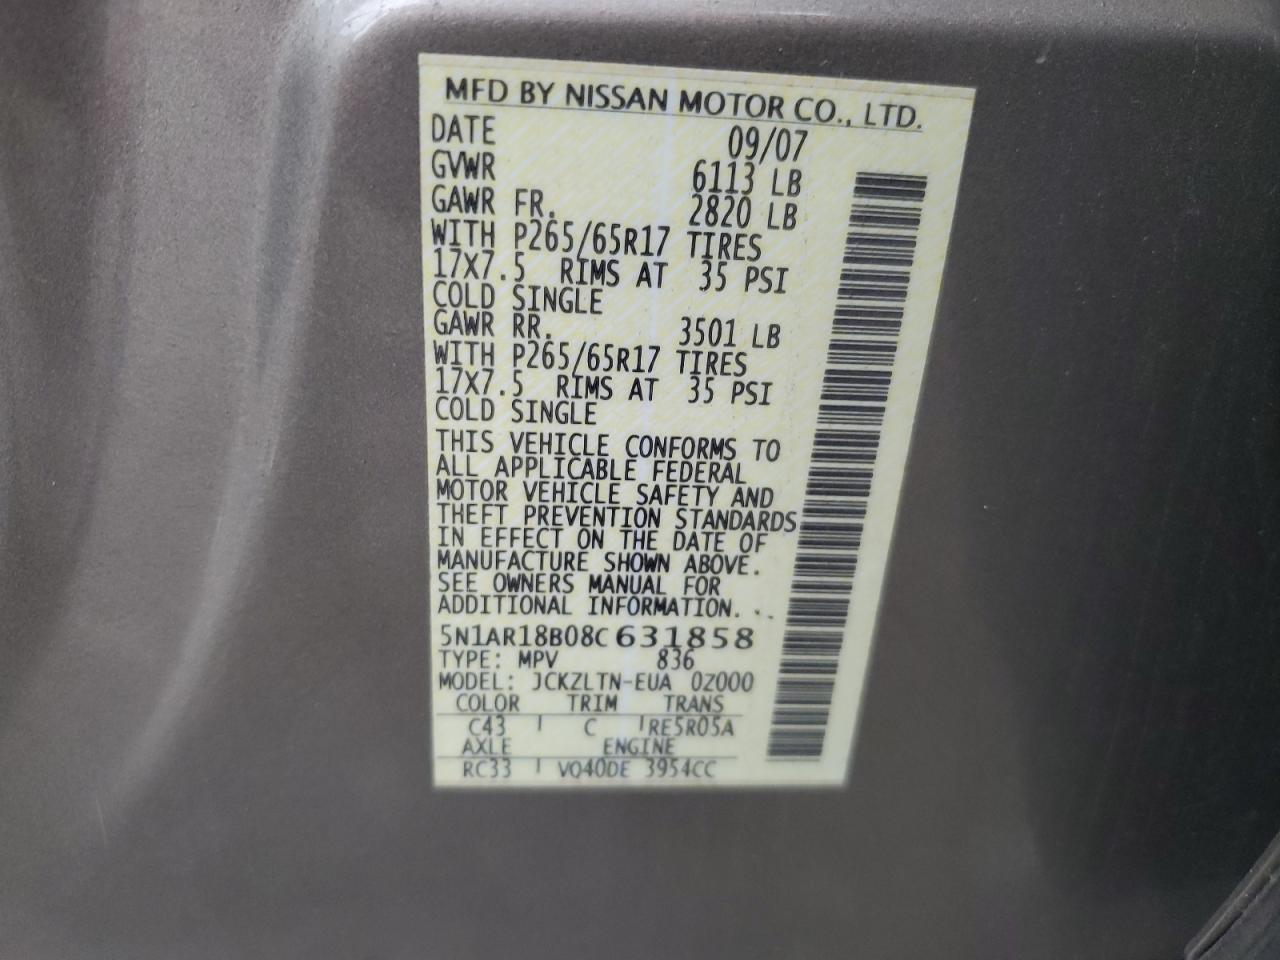 MFD BY NISSAN MOTOR CO., LTD.
DATE 09/07
GVWR 6113 LB
GAWR FR. 2820 LB
WITH P265/65R17 TIRES
17X7.5 RIMS AT 35 PSI
COLD SINGLE
GAWR RR. 3501 LB
WITH P265/65R17 TIRES
17X7.5 RIMS AT 35 PSI
COLD SINGLE
THIS VEHICLE CONFORMS TO
ALL APPLICABLE FEDERAL
MOTOR VEHICLE SAFETY AND
THEFT PREVENTION STANDARDS
IN EFFECT ON THE DATE OF
MANUFACTURE SHOWN ABOVE.
SEE OWNERS MANUAL FOR
ADDITIONAL INFORMATION...
5N1AR18B08C631858
TYPE: MPV 836
MODEL: JCKZLTN-EUA 0Z000
COLOR TRIM TRANS
C43 C RE5R05A
AXLE ENGINE
RC33 VQ40DE 3954CC